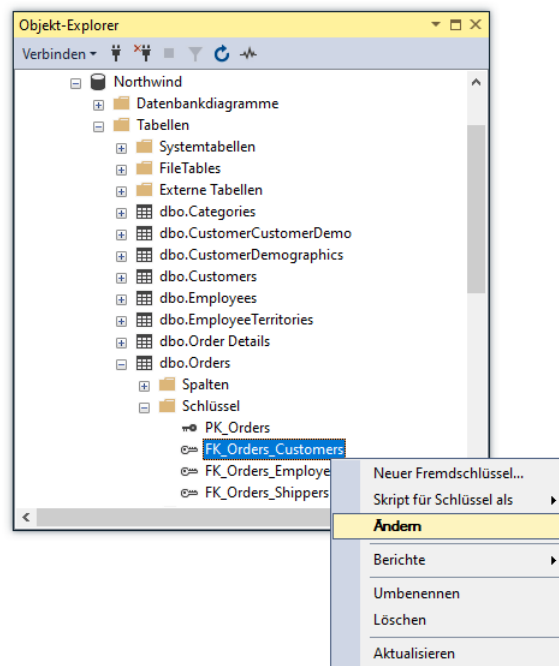 Objekt-Explorer
Verbinden
Northwind
Datenbankdiagramme
Tabellen
Systemtabellen
FileTables
Externe Tabellen
dbo.Categories
dbo.CustomerCustomerDemo
dbo.CustomerDemographics
dbo.Customers
dbo.Employees
dbo.EmployeeTerritories
dbo.Order Details
dbo.Orders
Spalten
Schlüssel
PK_Orders
FK_Orders_Customers
FK_Orders_Employe
FK_Orders_Shippers
Neuer Fremdschlüssel...
Skript für Schlüssel als
Ändern
Berichte
Umbenennen
Löschen
Aktualisieren